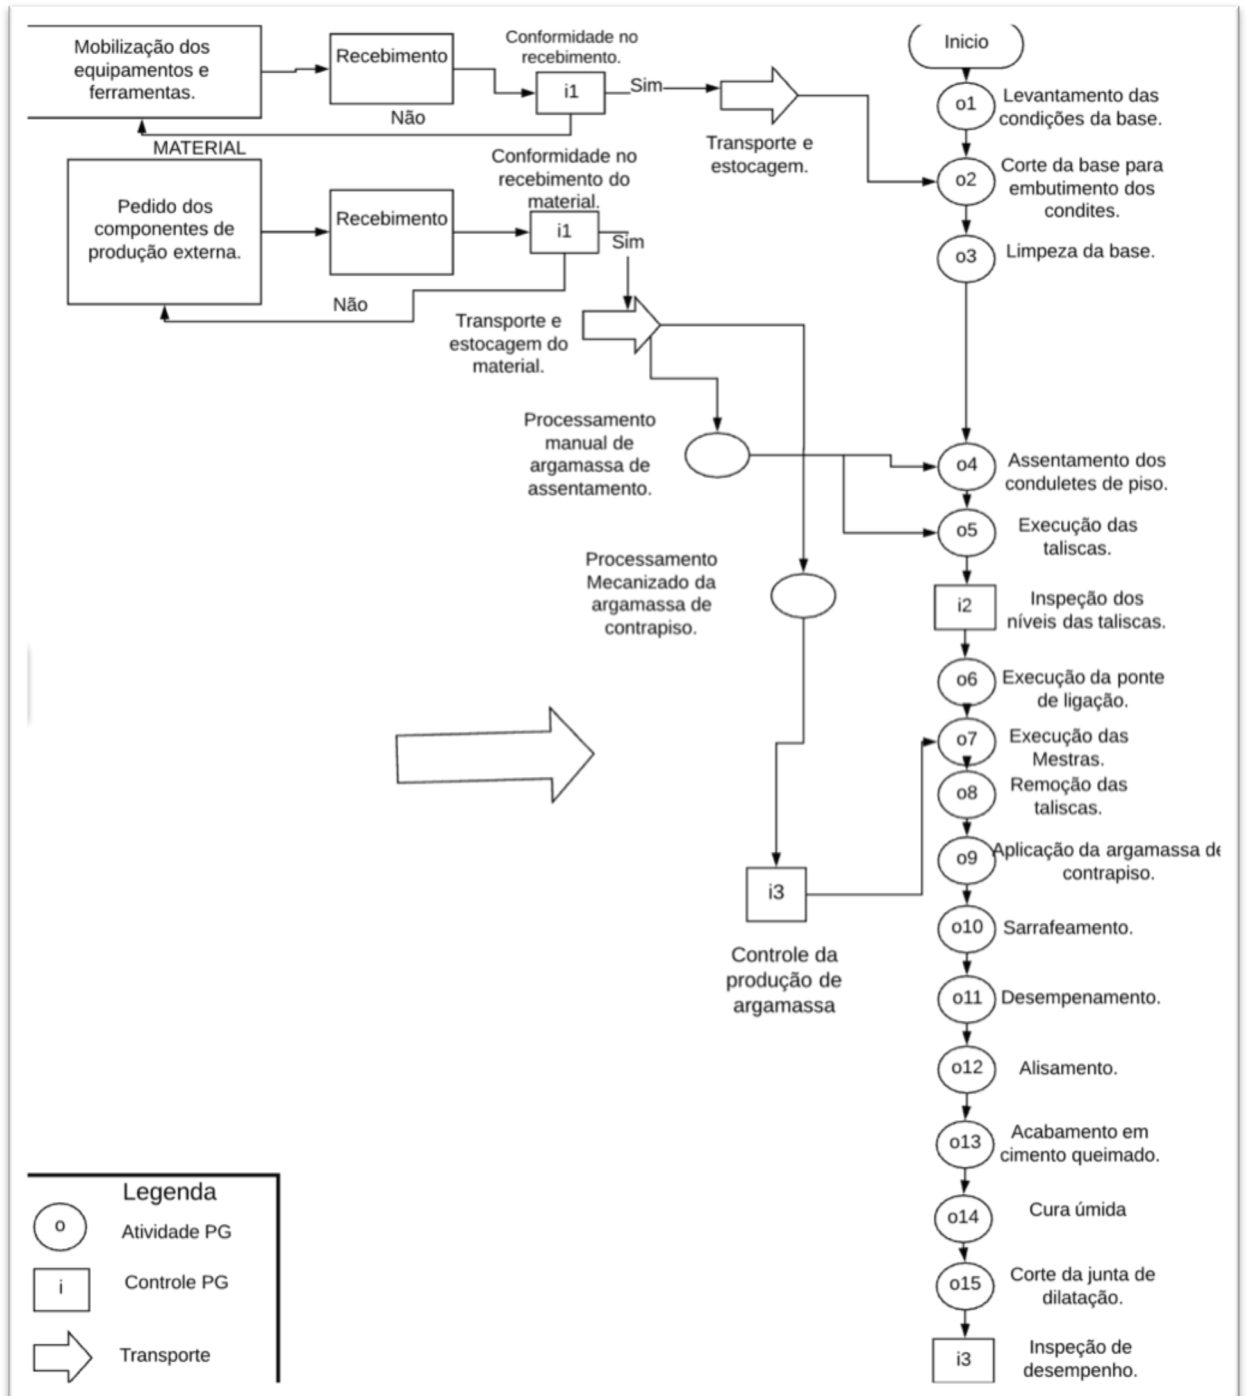 Mobilização dos
equipamentos e
ferramentas.
Recebimento
Conformidade no
recebimento.
i1
Sim
Não
Transporte e
estocagem.
MATERIAL
Pedido dos
componentes de
produção externa.
Recebimento
Conformidade no
recebimento do
material.
i1
Sim
Não
Transporte e
estocagem do
material.
Processamento
manual de
argamassa de
assentamento.
Processamento
Mecanizado da
argamassa de
contrapiso.
i3
Controle da
produção de
argamassa
Inicio
o1
Levantamento das
condições da base.
o2
Corte da base para
embutimento dos
condites.
o3
Limpeza da base.
o4
Assentamento dos
conduletes de piso.
o5
Execução das
taliscas.
i2
Inspeção dos
níveis das taliscas.
o6
Execução da ponte
de ligação.
o7
Execução das
Mestras.
o8
Remoção das
taliscas.
o9
Aplicação da argamassa de
contrapiso.
o10
Sarrafeamento.
o11
Desempenamento.
o12
Alisamento.
o13
Acabamento em
cimento queimado.
o14
Cura úmida
o15
Corte da junta de
dilatação.
i3
Inspeção de
desempenho.
Legenda
o
Atividade PG
i
Controle PG
Transporte